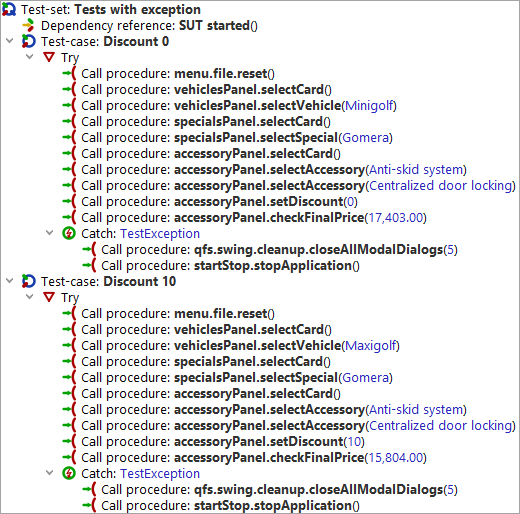 Test-set: Tests with exception
Dependency reference: SUT started()
Test-case: Discount 0
Try
Call procedure: menu.file.reset()
Call procedure: vehiclesPanel.selectCard()
Call procedure: vehiclesPanel.selectVehicle(Minigolf)
Call procedure: specialsPanel.selectCard()
Call procedure: specialsPanel.selectSpecial(Gomera)
Call procedure: accessoryPanel.selectCard()
Call procedure: accessoryPanel.selectAccessory(Anti-skid system)
Call procedure: accessoryPanel.selectAccessory(Centralized door locking)
Call procedure: accessoryPanel.setDiscount(0)
Call procedure: accessoryPanel.checkFinalPrice(17,403.00)
Catch: TestException
Call procedure: qfs.swing.cleanup.closeAllModalDialogs(5)
Call procedure: startStop.stopApplication()
Test-case: Discount 10
Try
Call procedure: menu.file.reset()
Call procedure: vehiclesPanel.selectCard()
Call procedure: vehiclesPanel.selectVehicle(Maxigolf)
Call procedure: specialsPanel.selectCard()
Call procedure: specialsPanel.selectSpecial(Gomera)
Call procedure: accessoryPanel.selectCard()
Call procedure: accessoryPanel.selectAccessory(Anti-skid system)
Call procedure: accessoryPanel.selectAccessory(Centralized door locking)
Call procedure: accessoryPanel.setDiscount(10)
Call procedure: accessoryPanel.checkFinalPrice(15,804.00)
Catch: TestException
Call procedure: qfs.swing.cleanup.closeAllModalDialogs(5)
Call procedure: startStop.stopApplication()